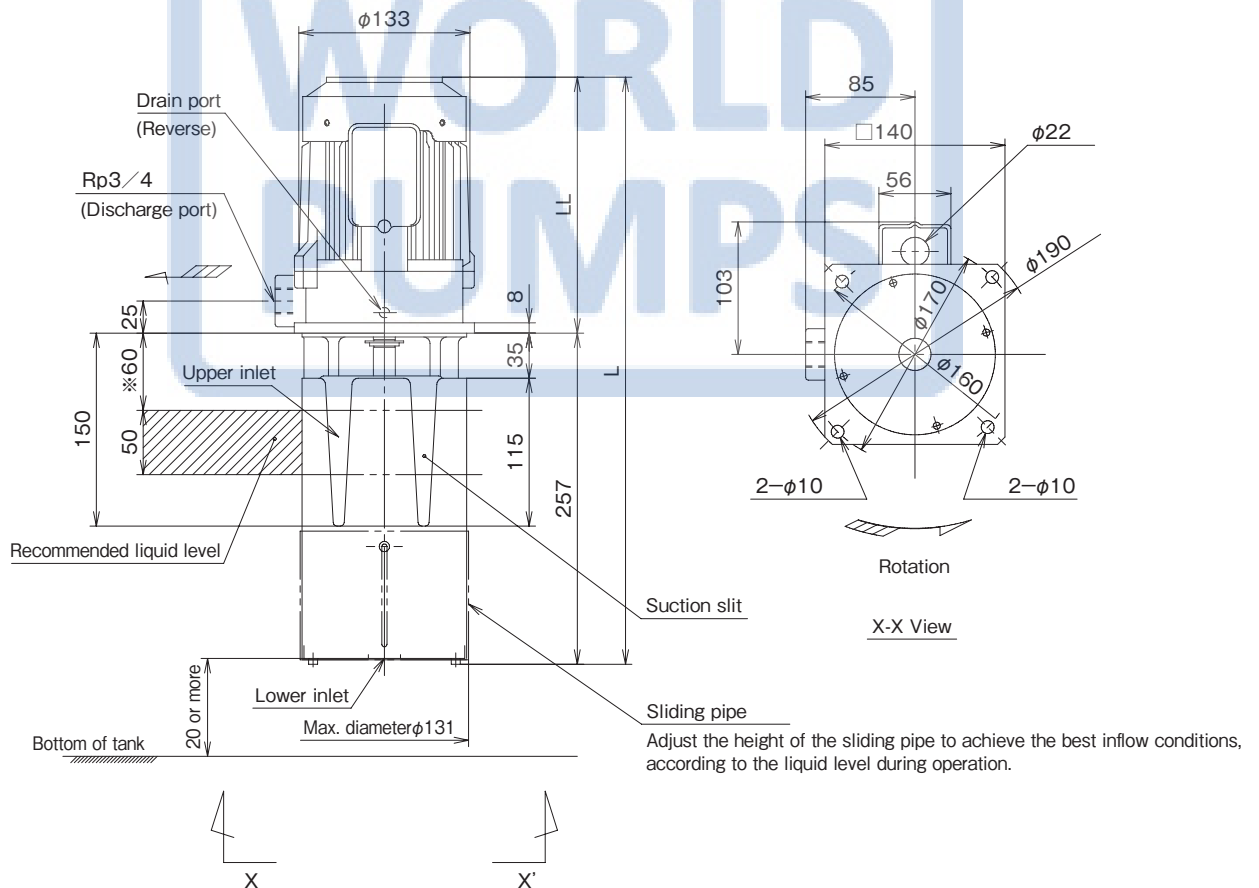 WORLD
PUMPS
φ133
Drain port
(Reverse)
Rp3／4
(Discharge port)
LL
L
25
8
35
※60
Upper inlet
150
50
115
257
Recommended liquid level
Suction slit
20 or more
Lower inlet
Max. diameterφ131
Bottom of tank
Sliding pipe
Adjust the height of the sliding pipe to achieve the best inflow conditions,
according to the liquid level during operation.
X
X'
85
□140
φ22
56
103
φ190
φ170
φ160
2−φ10
2−φ10
Rotation
X-X View